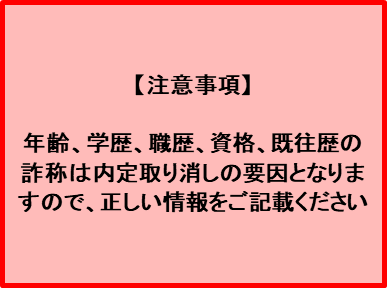 【注意事項】
年齢、学歴、職歴、資格、既往歴の
詐称は内定取り消しの要因となりま
すので、正しい情報をご記載ください